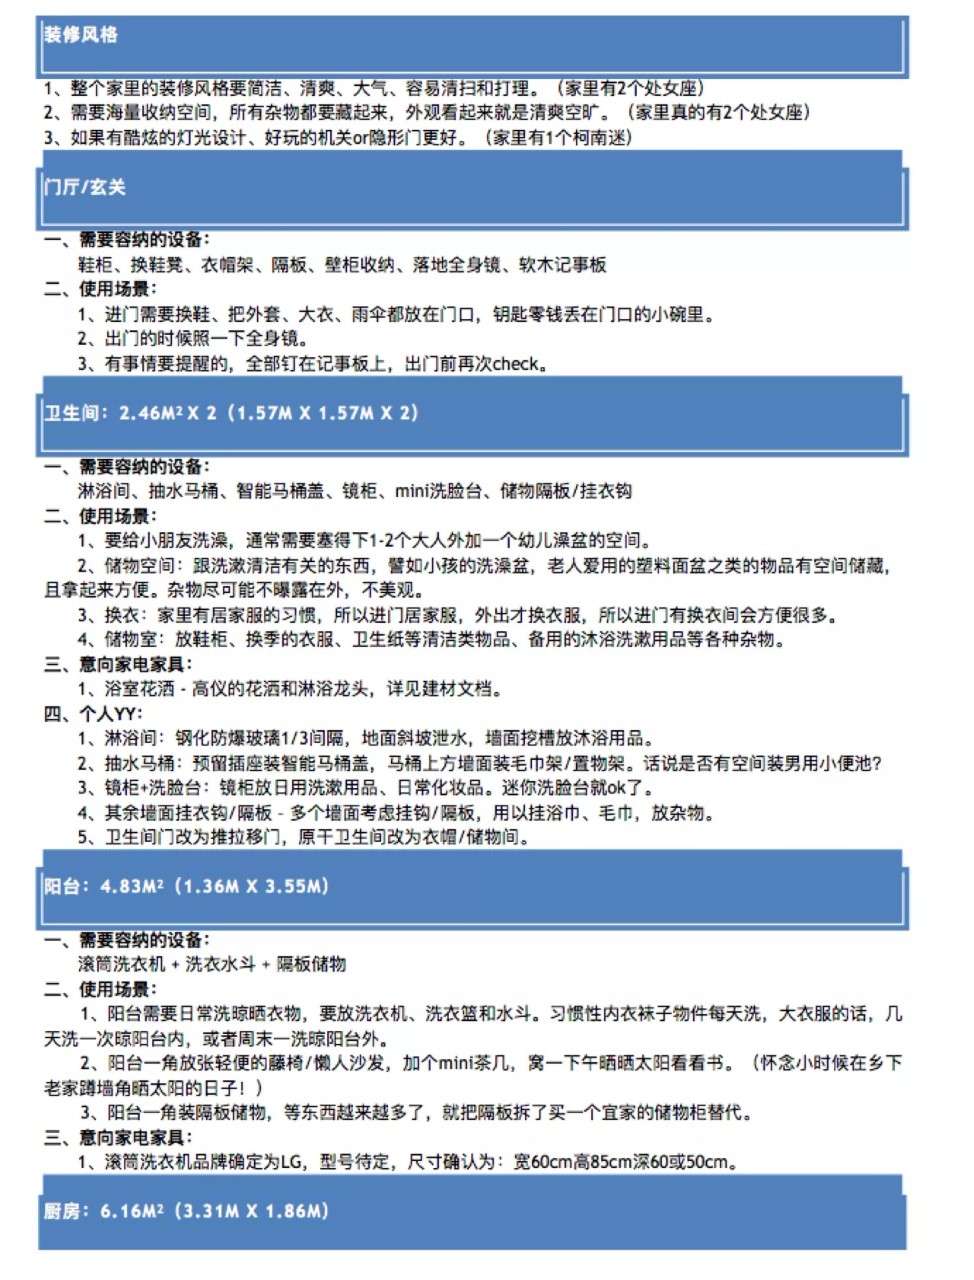 装修风格
1、整个家里的装修风格要简洁、清爽、大气、容易清扫和打理。（家里有2个处女座）
2、需要海量收纳空间，所有杂物都要藏起来，外观看起来就是清爽空旷。（家里真的有2个处女座）
3、如果有酷炫的灯光设计、好玩的机关or隐形门更好。（家里有1个柯南迷）
门厅/玄关
一、需要容纳的设备：
鞋柜、换鞋凳、衣帽架、隔板、壁柜收纳、落地全身镜、软木记事板
二、使用场景：
1、进门需要换鞋、把外套、大衣、雨伞都放在门口，钥匙零钱丢在门口的小碗里。
2、出门的时候照一下全身镜。
3、有事情要提醒的，全部钉在记事板上，出门前再次check。
卫生间：2.46M² X 2（1.57M X 1.57M X 2）
一、需要容纳的设备：
淋浴间、抽水马桶、智能马桶盖、镜柜、mini洗脸台、储物隔板/挂衣钩
二、使用场景：
1、要给小朋友洗澡，通常需要塞得下1-2个大人外加一个幼儿澡盆的空间。
2、储物空间：跟洗漱清洁有关的东西，譬如小孩的洗澡盆，老人爱用的塑料面盆之类的物品有空间储藏，
且拿起来方便。杂物尽可能不曝露在外，不美观。
3、换衣：家里有居家服的习惯，所以进门居家服，外出才换衣服，所以进门有换衣间会方便很多。
4、储物室：放鞋柜、换季的衣服、卫生纸等清洁类物品、备用的沐浴洗漱用品等各种杂物。
三、意向家电家具：
1、浴室花洒 - 高仪的花洒和淋浴龙头，详见建材文档。
四、个人YY：
1、淋浴间：钢化防爆玻璃1/3间隔，地面斜坡泄水，墙面挖槽放沐浴用品。
2、抽水马桶：预留插座装智能马桶盖，马桶上方墙面装毛巾架/置物架。话说是否有空间装男用小便池？
3、镜柜+洗脸台：镜柜放日用洗漱用品、日常化妆品。迷你洗脸台就ok了。
4、其余墙面挂衣钩/隔板 - 多个墙面考虑挂钩/隔板，用以挂浴巾、毛巾，放杂物。
5、卫生间门改为推拉移门，原干卫生间改为衣帽/储物间。
阳台：4.83M²（1.36M X 3.55M）
一、需要容纳的设备：
滚筒洗衣机 + 洗衣水斗 + 隔板储物
二、使用场景：
1、阳台需要日常洗晾晒衣物，要放洗衣机、洗衣篮和水斗。习惯性内衣袜子物件每天洗，大衣服的话，几
天洗一次晾阳台内，或者周末一洗晾阳台外。
2、阳台一角放张轻便的藤椅/懒人沙发，加个mini茶几，窝一下午晒晒太阳看看书。（怀念小时候在乡下
老家蹲墙角晒太阳的日子！）
3、阳台一角装隔板储物，等东西越来越多了，就把隔板拆了买一个宜家的储物柜替代。
三、意向家电家具：
1、滚筒洗衣机品牌确定为LG，型号待定，尺寸确认为：宽60cm高85cm深60或50cm。
厨房：6.16M²（3.31M X 1.86M）